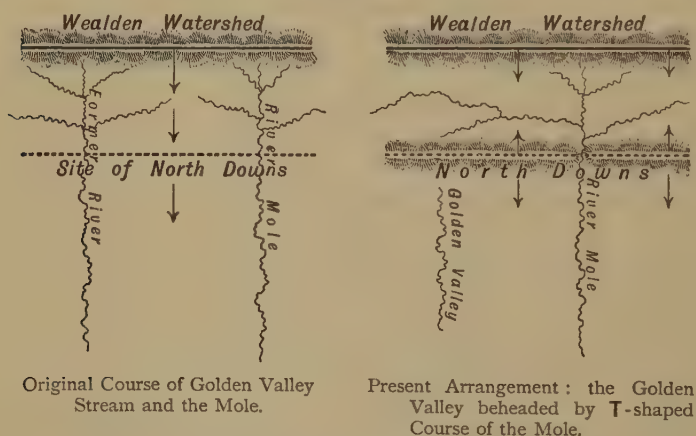 Wealden Watershed
Former River
River Mole
Site of North Downs
Original Course of Golden Valley
Stream and the Mole.
Wealden Watershed
North Downs
Golden Valley
River Mole
Present Arrangement : the Golden
Valley beheaded by T-shaped
Course of the Mole.